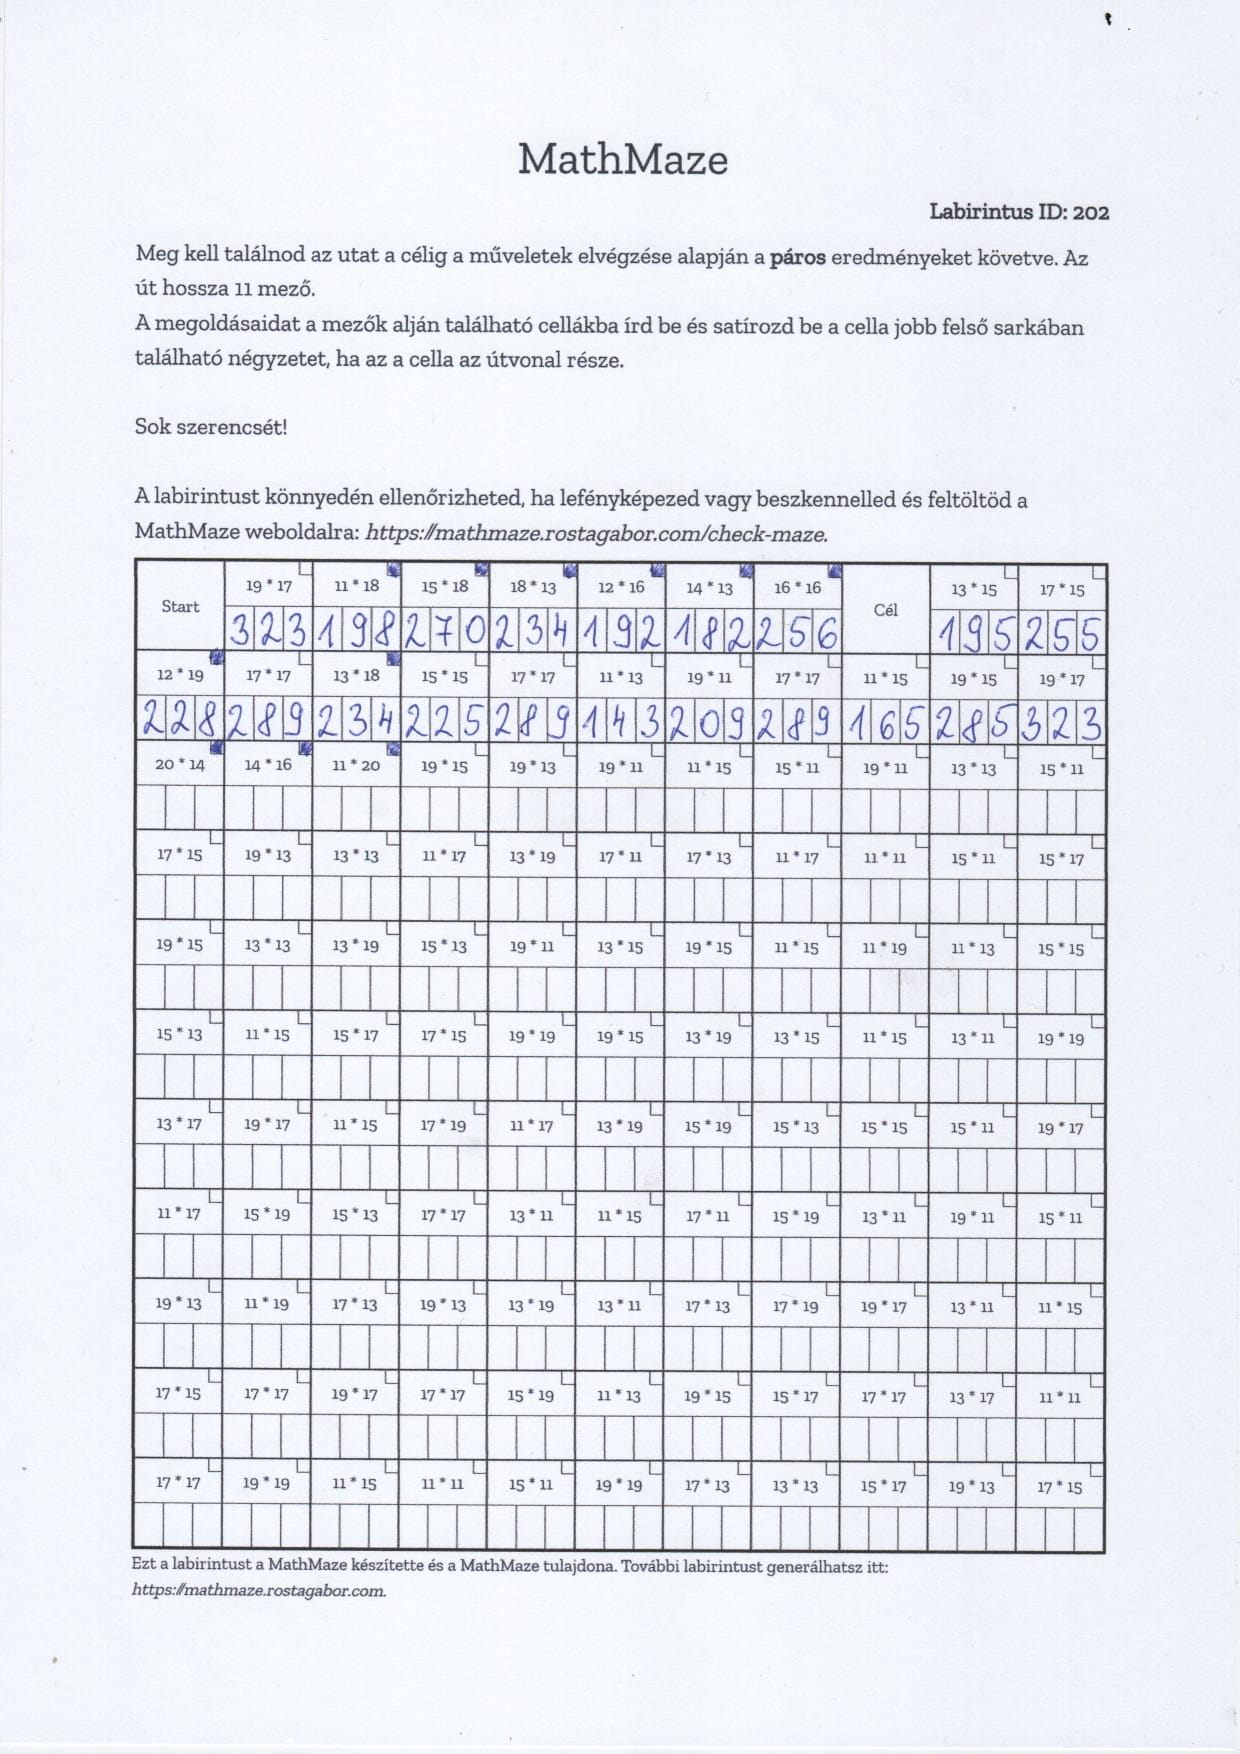 MathMaze
Labirintus ID: 202
Meg kell találnod az utat a célig a műveletek elvégzése alapján a páros eredményeket követve. Az
út hossza 11 mező.
A megoldásaidat a mezők alján található cellákba írd be és satírozd be a cella jobb felső sarkában
található négyzetet, ha az a cella az útvonal része.
Sok szerencsét!
A labirintust könnyedén ellenőrizheted, ha lefényképezed vagy beszkennelled és feltöltöd a
MathMaze weboldalra: https://mathmaze.rostagabor.com/check-maze.
Start 19 * 17 11 * 18 15 * 18 18 * 13 12 * 16 14 * 13 16 * 16 Cél 13 * 15 17 * 15
323 198 270 234 192 182 256 195 255
12 * 19 17 * 17 13 * 18 15 * 15 17 * 17 11 * 13 19 * 11 17 * 17 11 * 15 19 * 15 19 * 17
228 289 234 225 289 143 209 289 165 285 323
20 * 14 14 * 16 11 * 20 19 * 15 19 * 13 19 * 11 11 * 15 15 * 11 19 * 11 13 * 13 15 * 11
17 * 15 19 * 13 13 * 13 11 * 17 13 * 19 17 * 11 17 * 13 11 * 17 11 * 11 15 * 11 15 * 17
19 * 15 13 * 13 13 * 19 15 * 13 19 * 11 13 * 15 19 * 15 11 * 15 11 * 19 11 * 13 15 * 15
15 * 13 11 * 15 15 * 17 17 * 15 19 * 19 19 * 15 13 * 19 13 * 15 11 * 15 13 * 11 19 * 19
13 * 17 19 * 17 11 * 15 17 * 19 11 * 17 13 * 19 15 * 19 15 * 13 15 * 15 15 * 11 19 * 17
11 * 17 15 * 19 15 * 13 17 * 17 13 * 11 11 * 15 17 * 11 15 * 19 13 * 11 19 * 11 15 * 11
19 * 13 11 * 19 17 * 13 19 * 13 13 * 19 13 * 11 17 * 13 17 * 19 19 * 17 13 * 11 11 * 15
17 * 15 17 * 17 19 * 17 17 * 17 15 * 19 11 * 13 19 * 15 15 * 17 17 * 17 13 * 17 11 * 11
17 * 17 19 * 19 11 * 15 11 * 11 15 * 11 19 * 19 17 * 13 13 * 13 15 * 17 19 * 13 17 * 15
Ezt a labirintust a MathMaze készítette és a MathMaze tulajdona. További labirintust generálhatsz itt:
https://mathmaze.rostagabor.com.